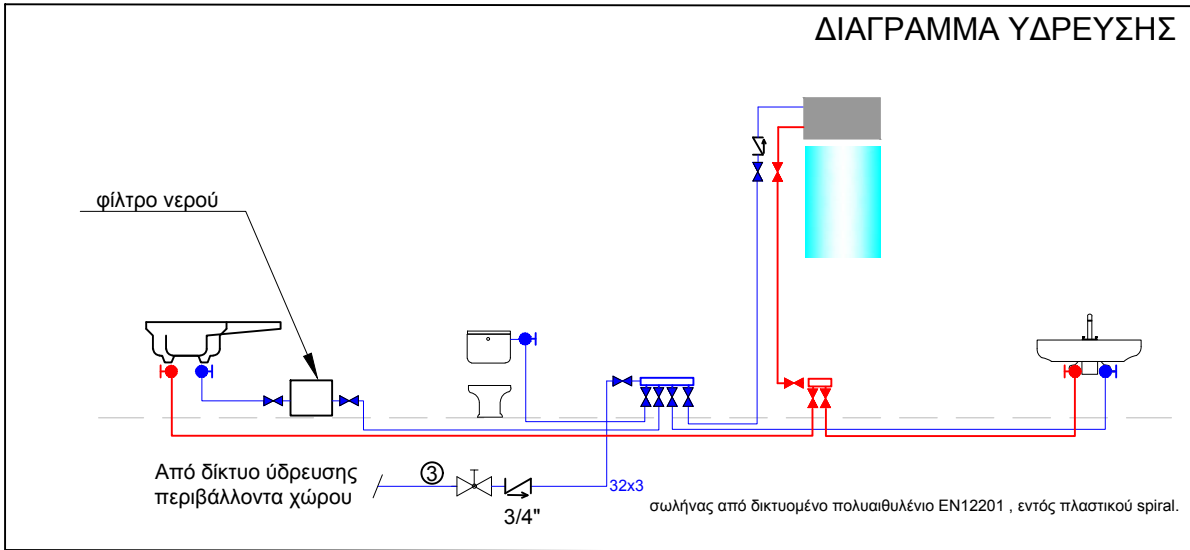 ΔΙΑΓΡΑΜΜΑ ΥΔΡΕΥΣΗΣ
φίλτρο νερού
Από δίκτυο ύδρευσης
περιβάλλοντα χώρου
3
3/4"
32x3
σωλήνας από δικτυομένο πολυαιθυλένιο EN12201 , εντός πλαστικού spiral.